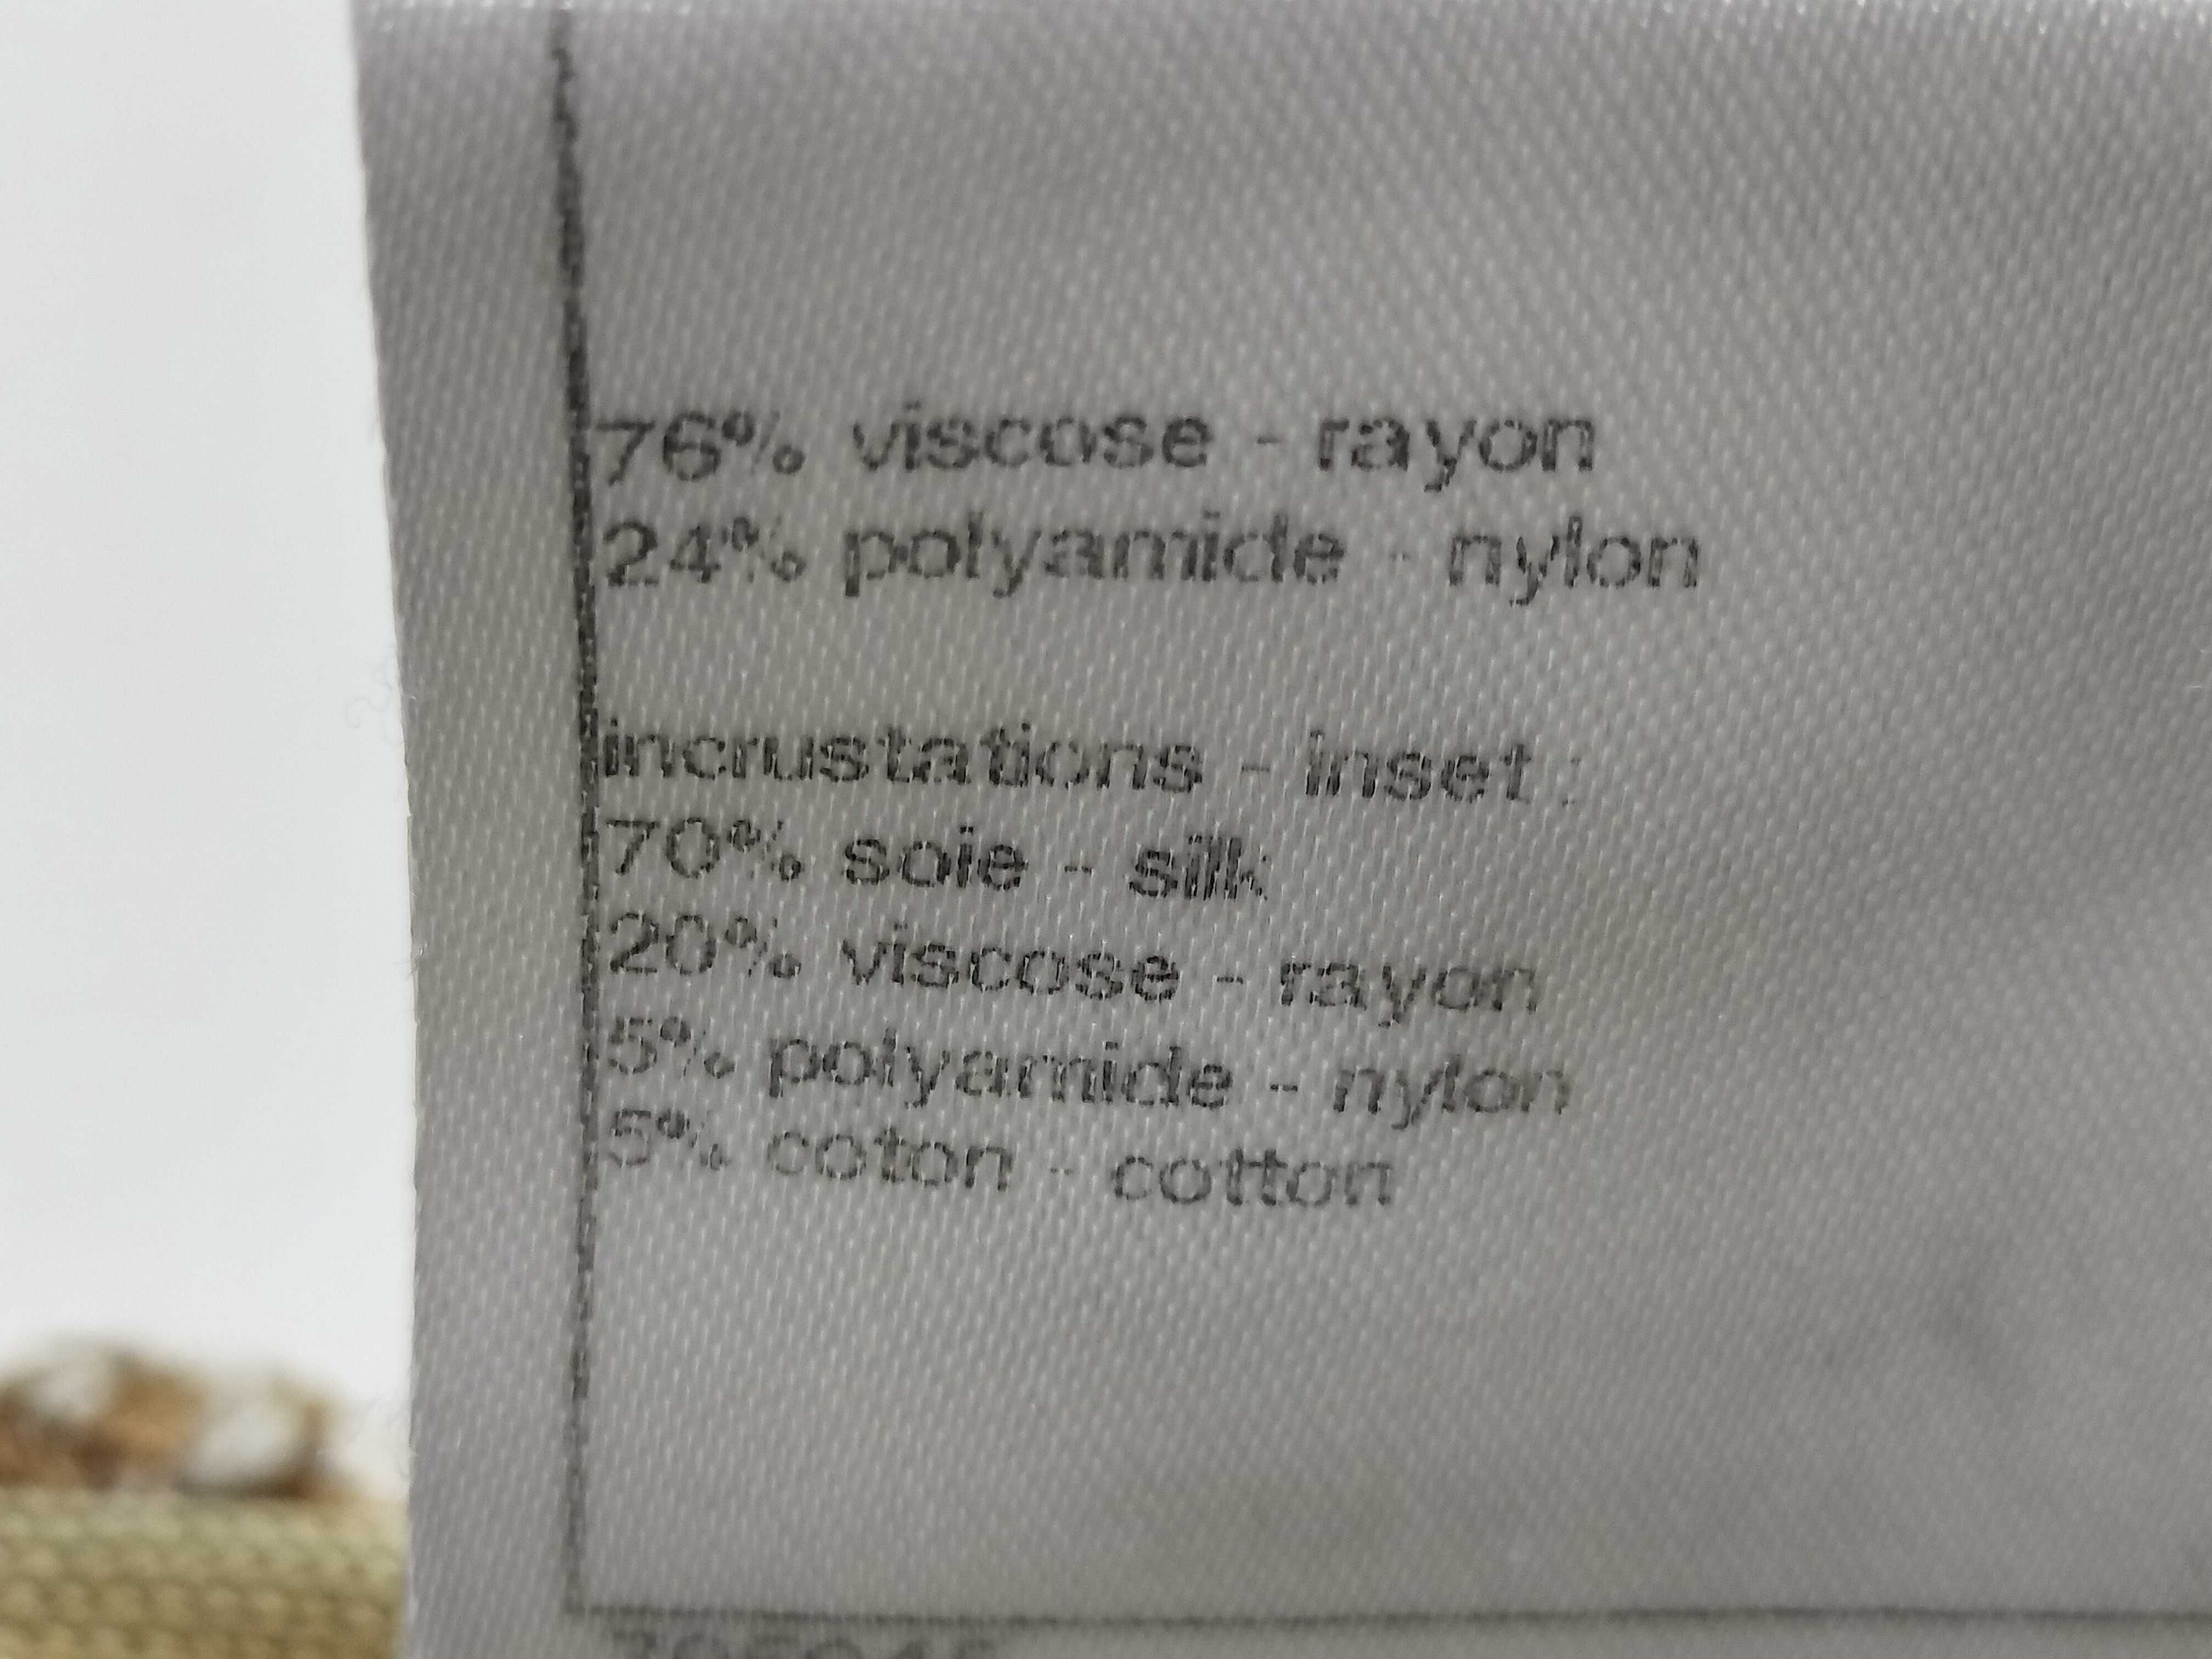 76% viscose - rayon
24% polyamide - nylon
incrustations - inset :
70% soie - silk
20% viscose - rayon
5% polyamide - nylon
5% coton - cotton